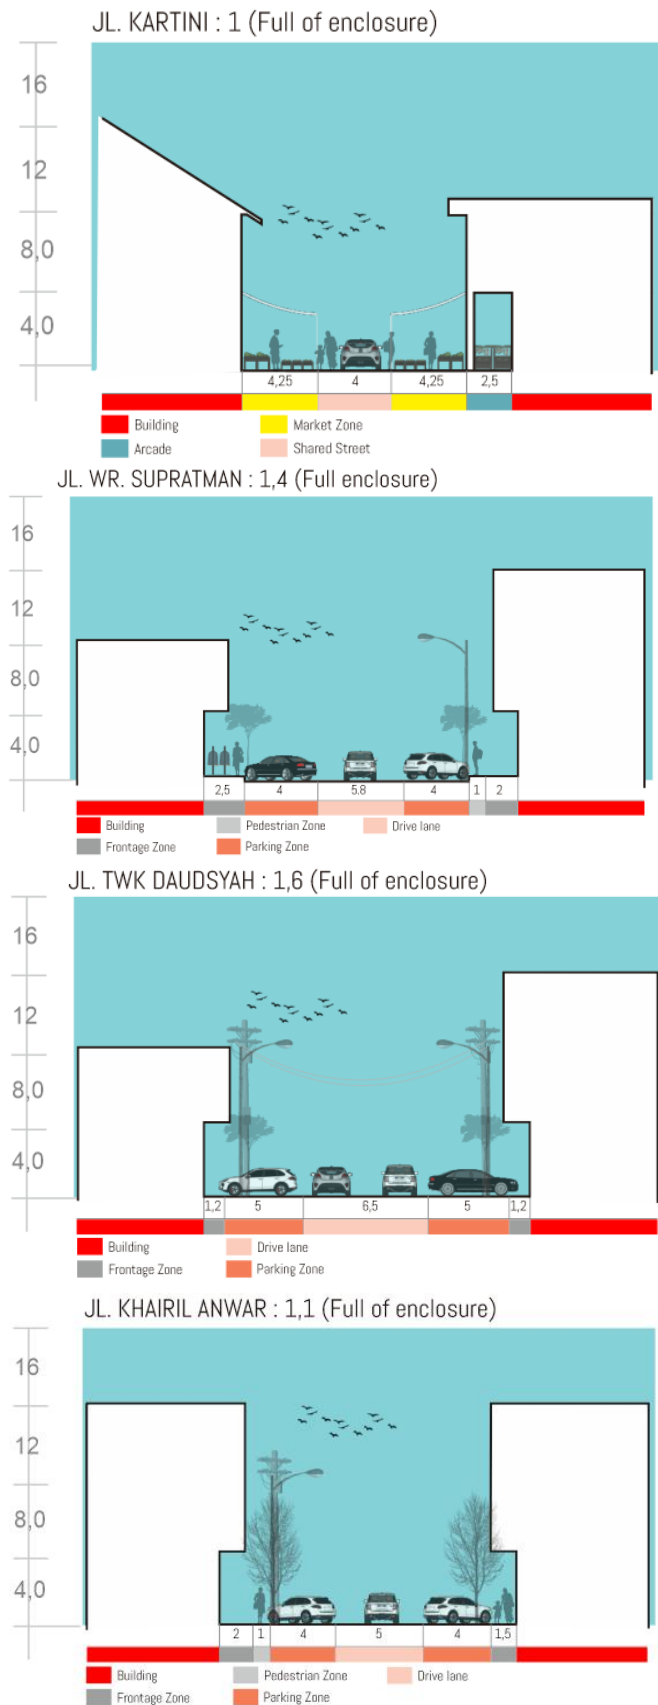 JL. KARTINI : 1 (Full of enclosure)
16
12
8,0
4,0
4,25 4 4,25 2,5
Building Market Zone
Arcade Shared Street
JL. WR. SUPRATMAN : 1,4 (Full enclosure)
16
12
8,0
4,0
2,5 4 5.8 4 1 2
Building Pedestrian Zone Drive lane
Frontage Zone Parking Zone
JL. TWK DAUDSYAH : 1,6 (Full of enclosure)
16
12
8,0
4,0
1,2 5 6,5 5 1,2
Building Drive lane
Frontage Zone Parking Zone
JL. KHAIRIL ANWAR : 1,1 (Full of enclosure)
16
12
8,0
4,0
2 1 4 5 4 1,5
Building Pedestrian Zone Drive lane
Frontage Zone Parking Zone